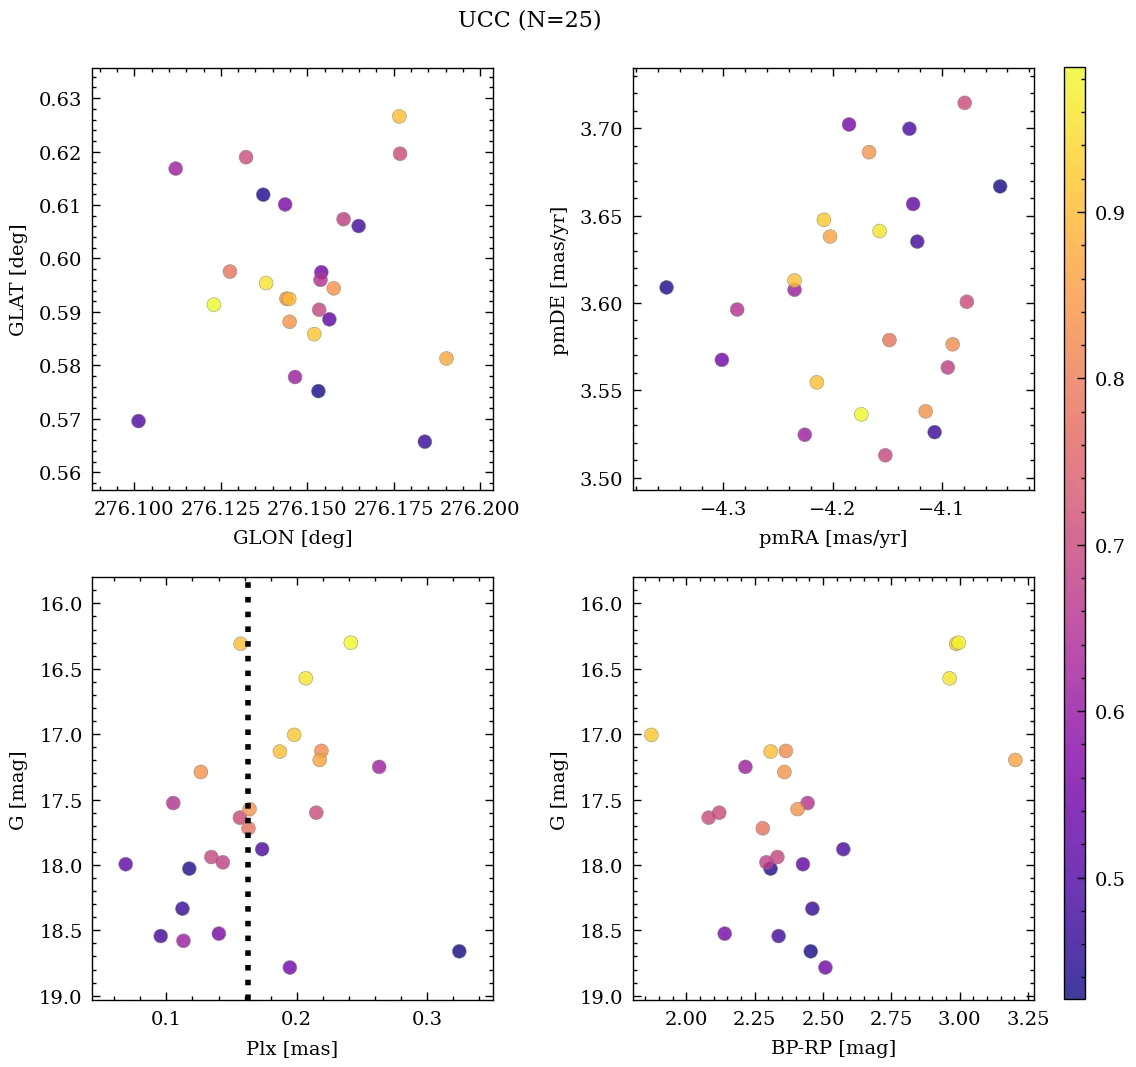 UCC (N=25)
0.63
0.62
0.61
0.60
0.59
0.58
0.57
0.56
GLAT [deg]
276.100 276.125 276.150 276.175 276.200
GLON [deg]
3.70
3.65
3.60
3.55
3.50
pmDE [mas/yr]
−4.3 −4.2 −4.1
pmRA [mas/yr]
16.0
16.5
17.0
17.5
18.0
18.5
19.0
G [mag]
0.1 0.2 0.3
Plx [mas]
16.0
16.5
17.0
17.5
18.0
18.5
19.0
G [mag]
2.00 2.25 2.50 2.75 3.00 3.25
BP-RP [mag]
0.9
0.8
0.7
0.6
0.5